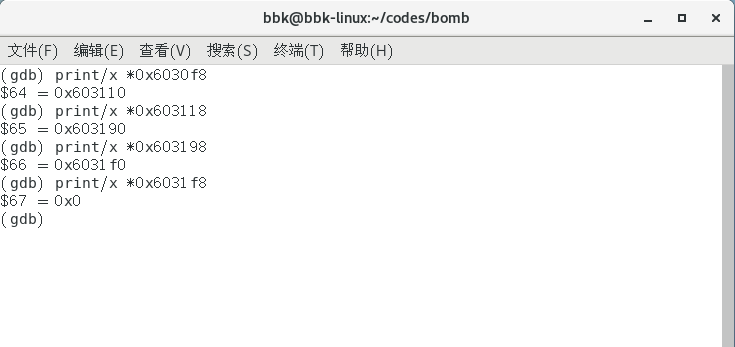 bbk@bbk-linux:~/codes/bomb
文件(F) 编辑(E) 查看(V) 搜索(S) 终端(T) 帮助(H)
(gdb) print/x *0x6030f8
$64 = 0x603110
(gdb) print/x *0x603118
$65 = 0x603190
(gdb) print/x *0x603198
$66 = 0x6031f0
(gdb) print/x *0x6031f8
$67 = 0x0
(gdb)